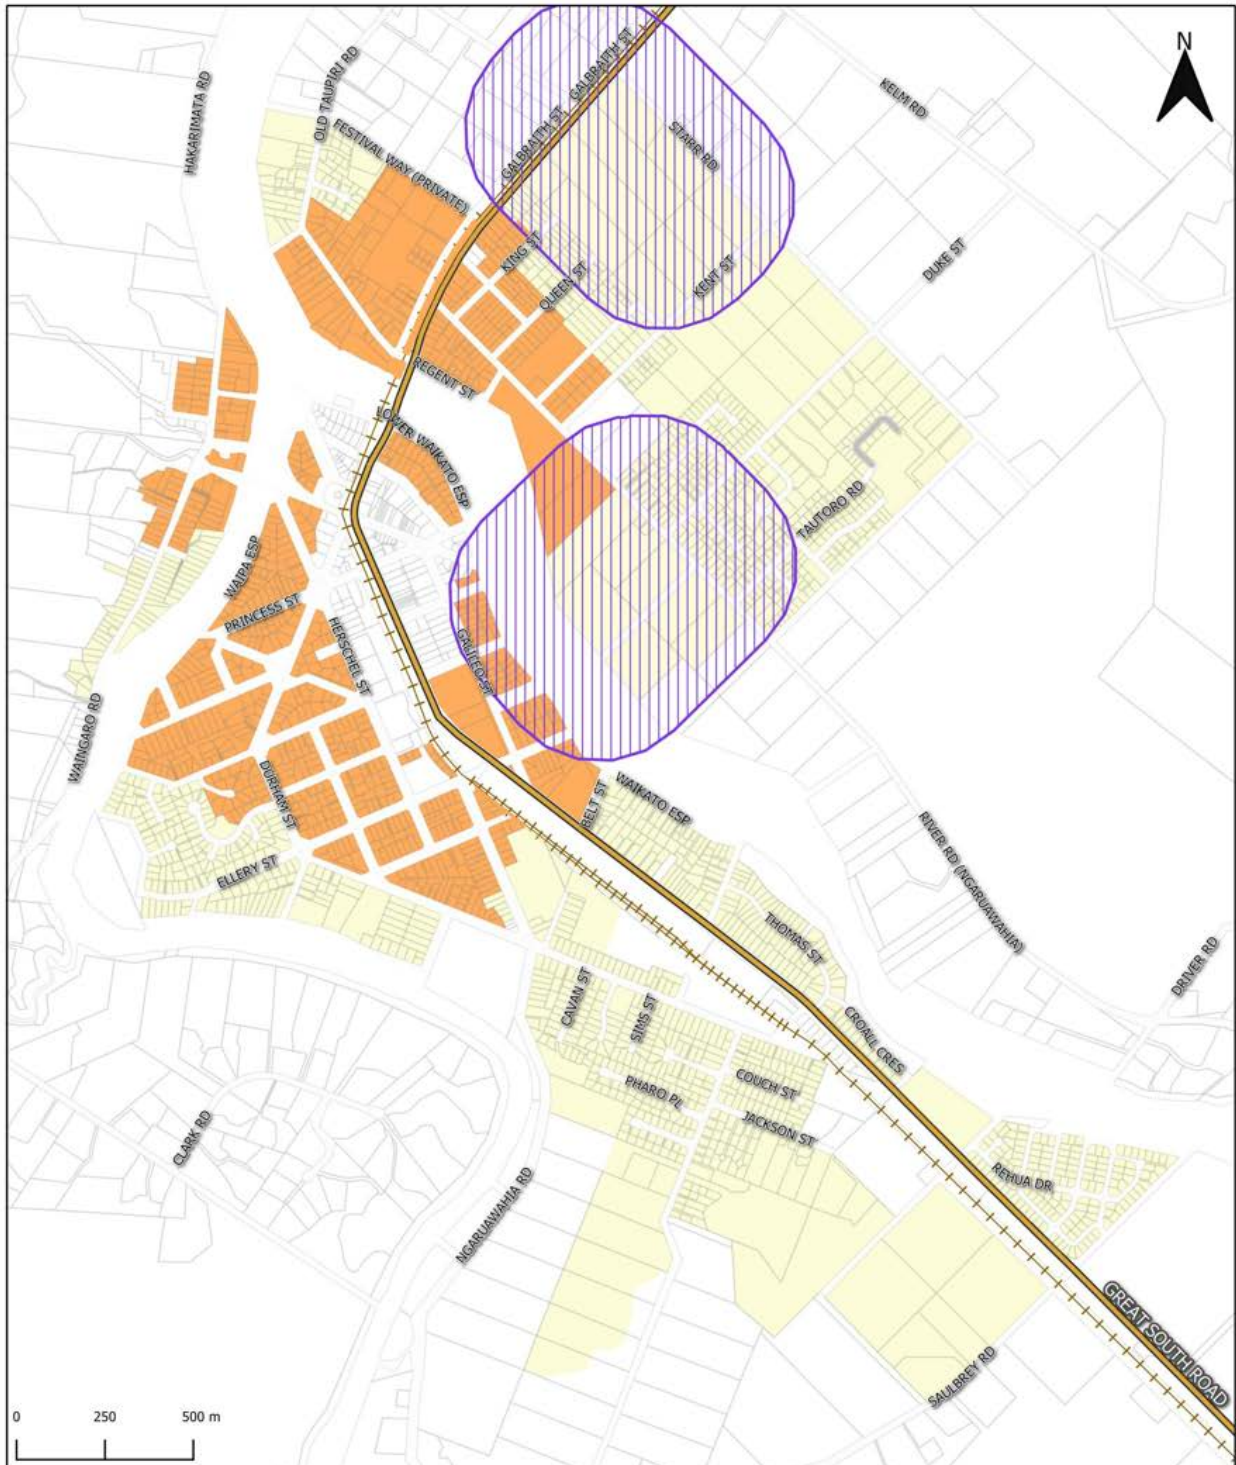 N
HAKARIMATA RD
OLD TAUPIRI RD
GALBRAITH ST
GALBRAITH ST
KELM RD
FESTIVAL WAY (PRIVATE)
STARR RD
KING ST
QUEEN ST
KENT ST
DUKE ST
REGENT ST
LOWER WAIKATO ESP
TAUTORO RD
WAIPA ESP
PRINCESS ST
HERSCHEL ST
GALILEO ST
WAINGARO RD
DURHAM ST
BELT ST
WAIKATO ESP
ELLERY ST
RIVER RD (NGARUAWAHIA)
THOMAS ST
DRIVER RD
CAVAN ST
SIMS ST
CROALL CRES
PHARO PL
COUCH ST
JACKSON ST
CLARK RD
NGARUAWAHIA RD
REHUA DR
GREAT SOUTH ROAD
SAULBREY RD
0 250 500 m